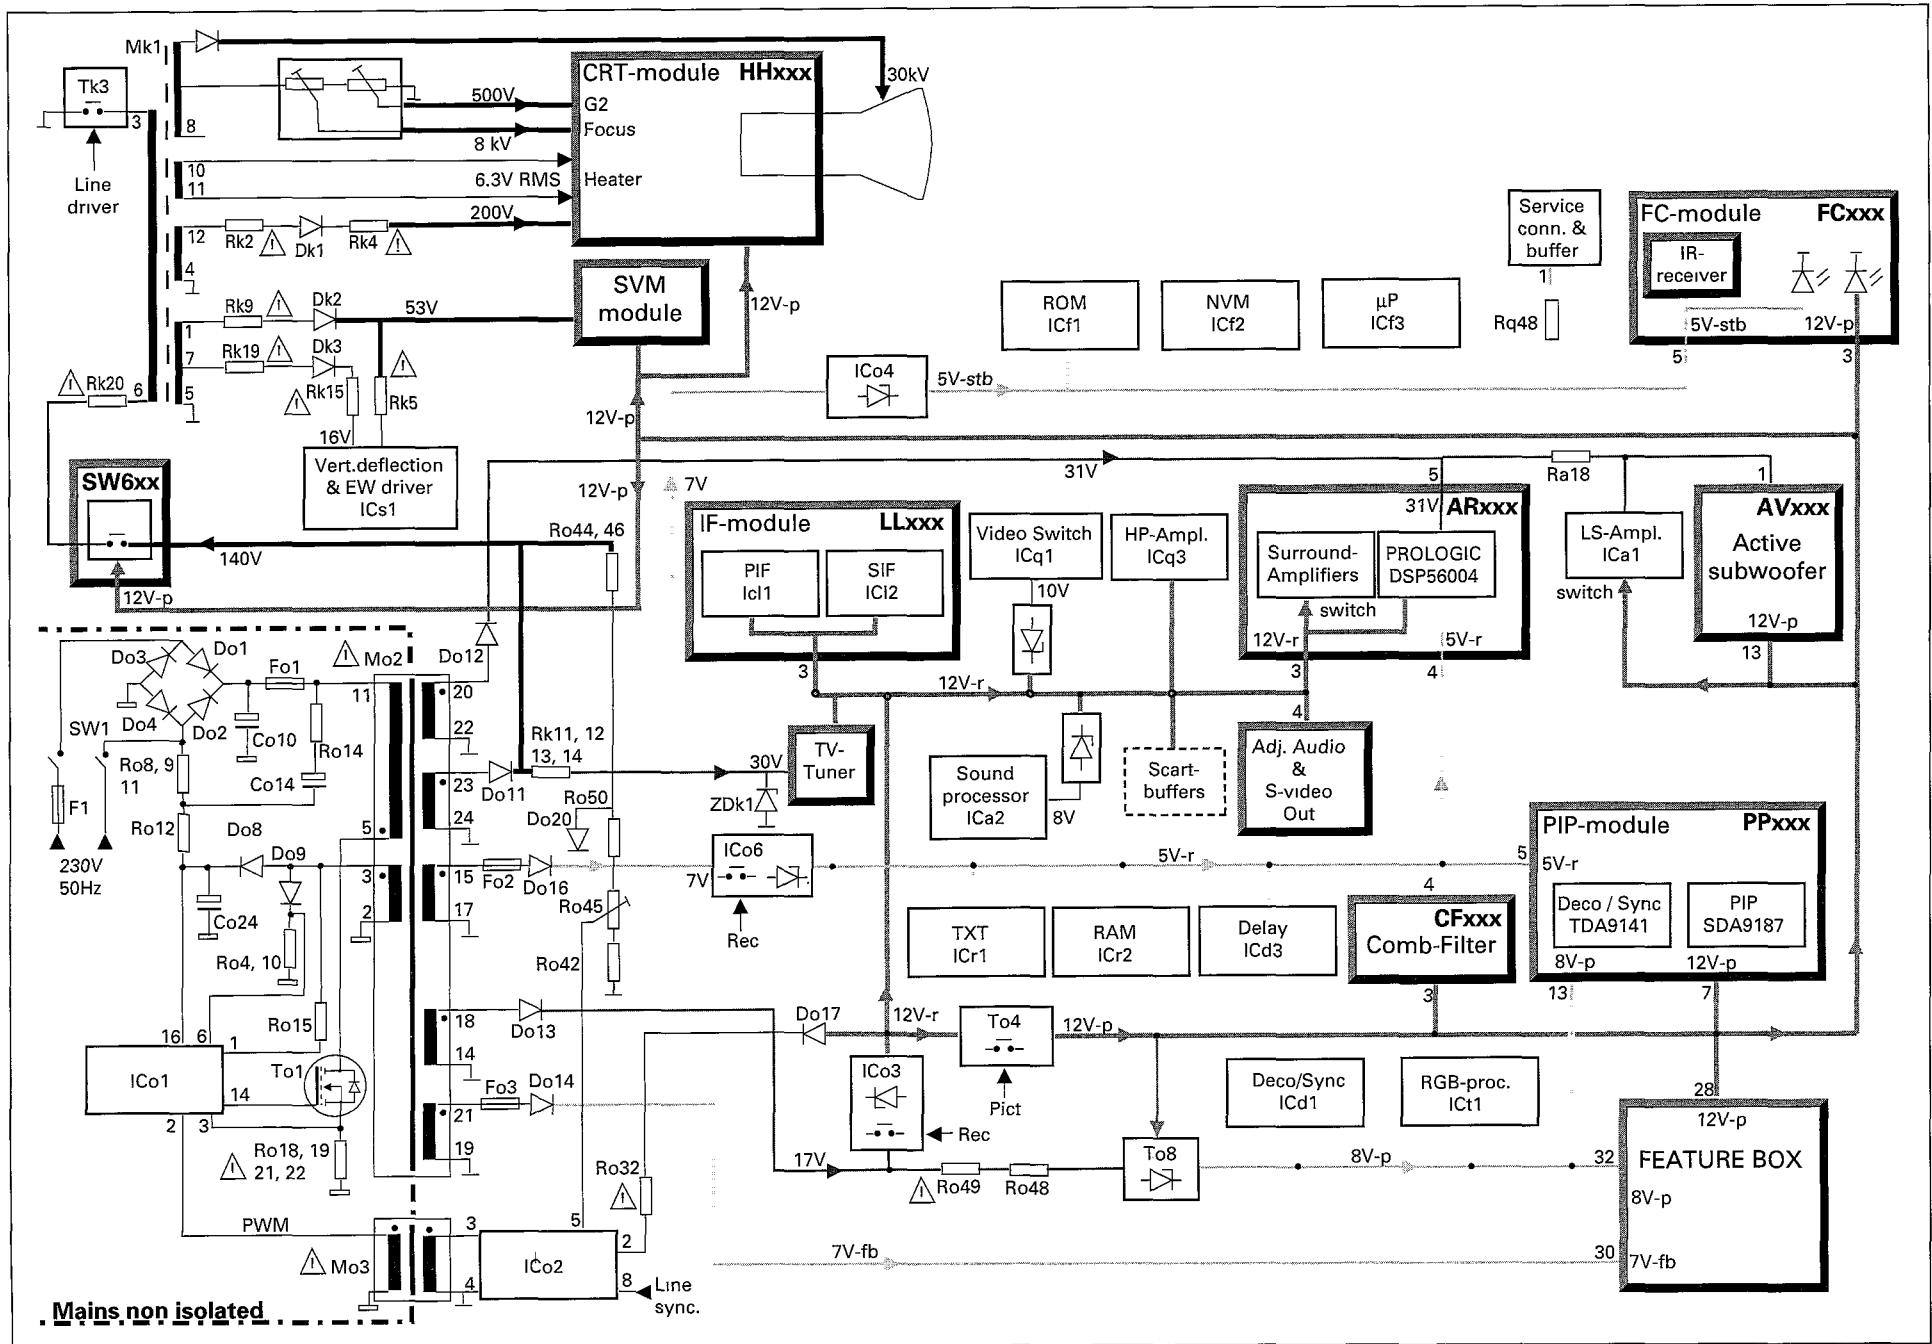 Mk1
Tk3
3
Line
driver
8
10
11
12
4
1
7
5
6
500V
8 kV
6.3V RMS
200V
CRT-module HHxxx
G2
Focus
Heater
30kV
Rk2
Dk1
Rk4
Rk9
Dk2
53V
Rk19
Dk3
Rk15
Rk5
Rk20
16V
Vert.deflection
& EW driver
ICs1
SVM
module
12V-p
12V-p
12V-p
ROM
ICf1
NVM
ICf2
µP
ICf3
Service
conn. &
buffer
1
Rq48
FC-module FCxxx
IR-
receiver
5V-stb
12V-p
5
3
ICo4
5V-stb
SW6xx
140V
12V-p
Ro44, 46
31V
7V
IF-module LLxxx
PIF
Icl1
SIF
ICl2
3
Video Switch
ICq1
10V
HP-Ampl.
ICq3
5
31V
ARxxx
Surround-
Amplifiers
PROLOGIC
DSP56004
switch
12V-r
5V-r
3
4
Ra18
LS-Ampl.
ICa1
switch
1
AVxxx
Active
subwoofer
12V-p
13
12V-r
Do3
Do1
Do4
Do2
Fo1
Mo2
Do12
SW1
Co10
Ro14
Co14
Ro8, 9
11
F1
Ro12
230V
50Hz
Do8
Do9
Co24
Ro4, 10
Ro15
11
5
3
2
20
22
23
24
15
17
18
14
21
19
Do11
Rk11, 12
13, 14
30V
ZDk1
TV-
Tuner
Ro50
Do20
Fo2
Do16
Ro45
Ro42
ICo6
7V
Rec
Sound
processor
ICa2
8V
Scart-
buffers
4
Adj. Audio
&
S-video
Out
5V-r
PIP-module PPxxx
5
5V-r
Deco / Sync
TDA9141
PIP
SDA9187
8V-p
12V-p
13
7
TXT
ICr1
RAM
ICr2
Delay
ICd3
4
CFxxx
Comb-Filter
3
Do13
Do17
12V-r
To4
12V-p
Pict
ICo3
Rec
Deco/Sync
ICd1
RGB-proc.
ICt1
16
6
1
ICo1
14
2
3
To1
Ro18, 19
21, 22
Fo3
Do14
17V
Ro49
Ro48
To8
8V-p
28
12V-p
32
FEATURE BOX
8V-p
30
7V-fb
7V-fb
Ro32
PWM
Mo3
3
4
5
2
8
ICo2
Line
sync.
Mains non isolated